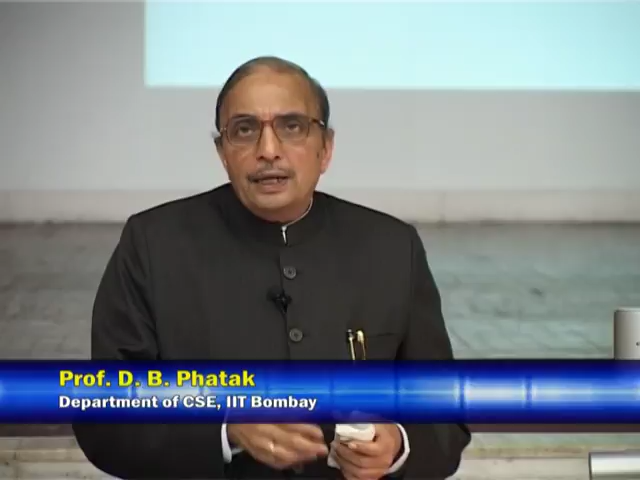 Prof. D. B. Phatak
Department of CSE, IIT Bombay